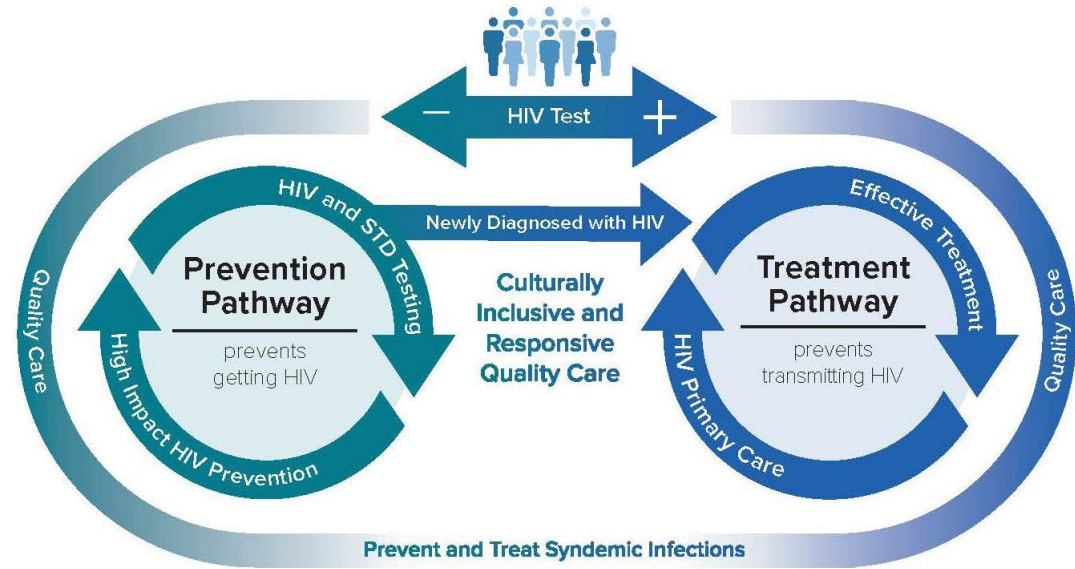 − HIV Test +
HIV and STD Testing
Newly Diagnosed with HIV
Effective Treatment
Quality Care
Prevention
Pathway
prevents
getting HIV
High Impact HIV Prevention
Culturally
Inclusive and
Responsive
Quality Care
Treatment
Pathway
prevents
transmitting HIV
HIV Primary Care
Quality Care
Prevent and Treat Syndemic Infections